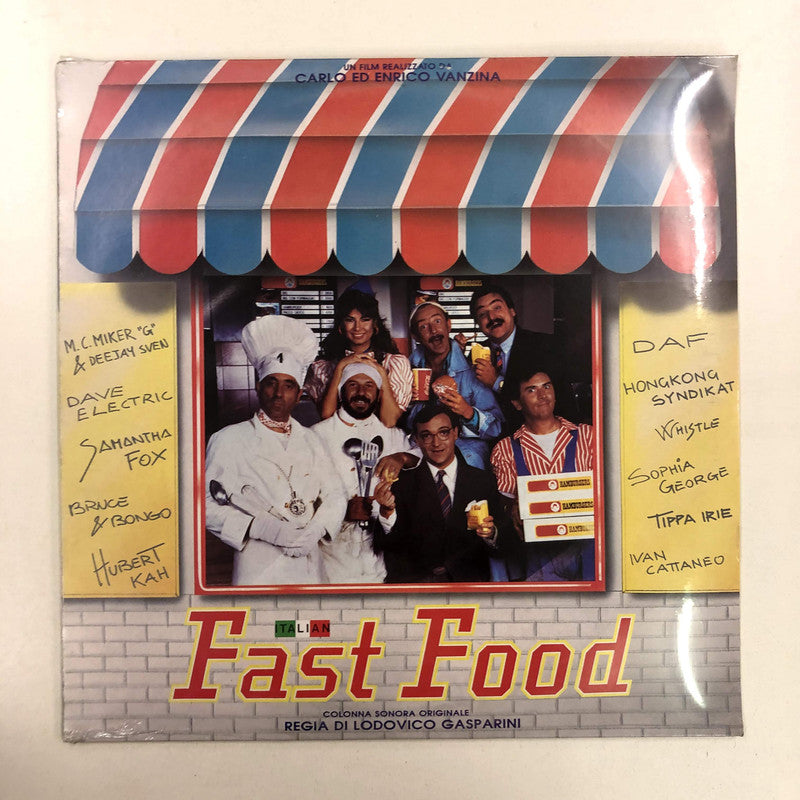 UN FILM REALIZZATO DA
CARLO ED ENRICO VANZINA
M.C. MIKER "G"
& DEEJAY SVEN
DAVE
ELECTRIC
SAMANTHA
FOX
BRUCE
& BONGO
HUBERT
KAH
DAF
HONGKONG
SYNDIKAT
WHISTLE
SOPHIA
GEORGE
TIPPA IRIE
IVAN
CATTANEO
HAMBURGERS
HAMBURGERS
ITALIAN
Fast Food
COLONNA SONORA ORIGINALE
REGIA DI LODOVICO GASPARINI